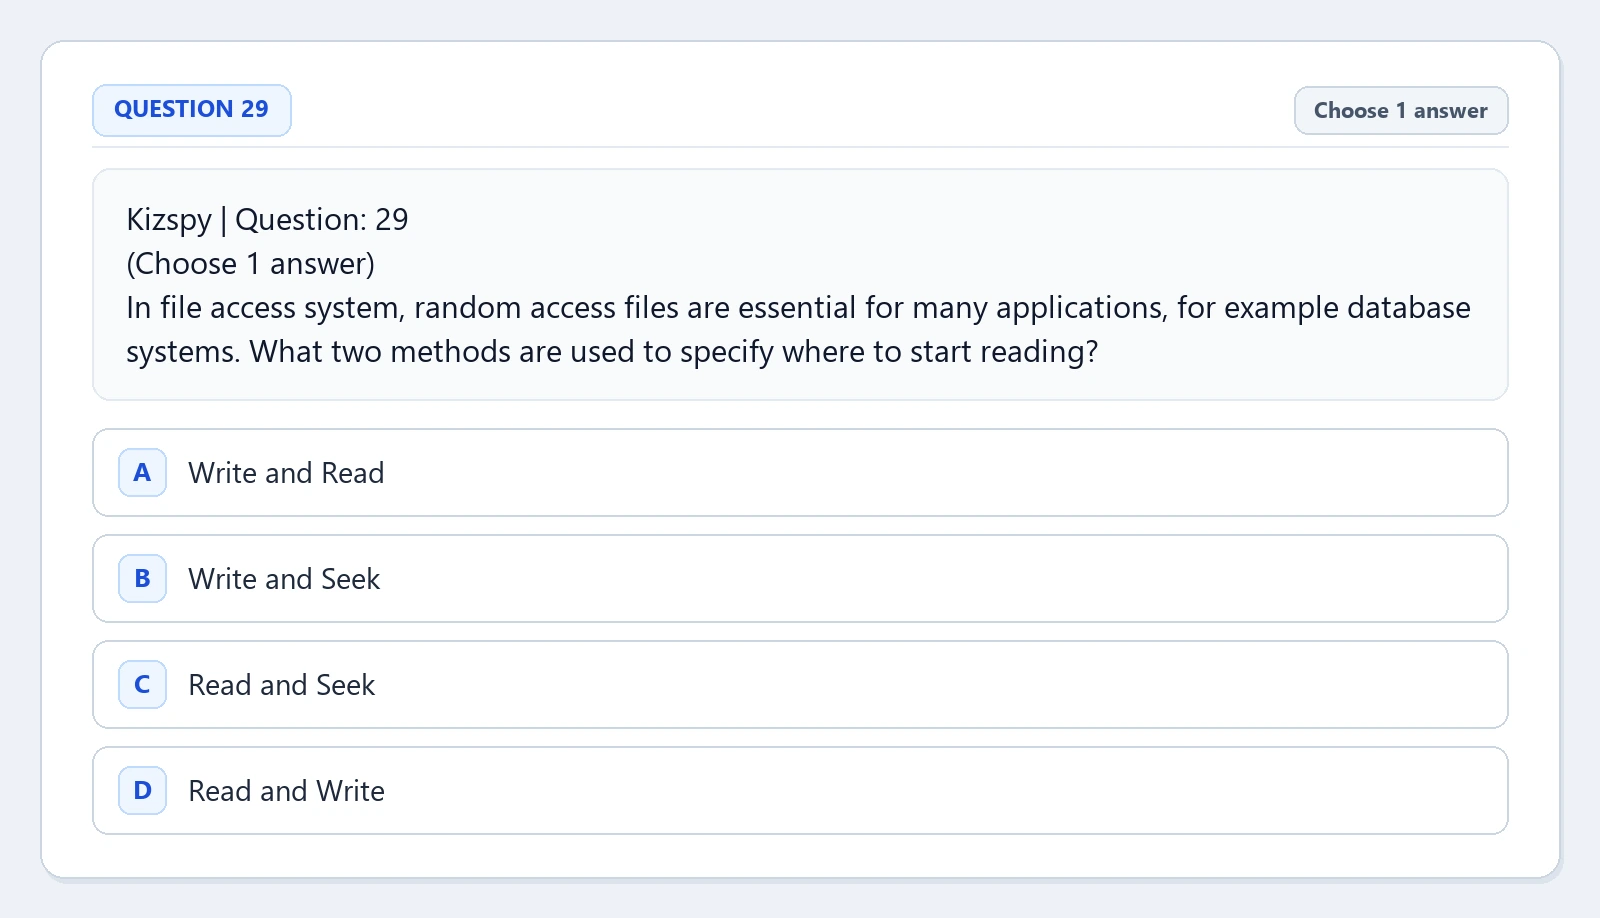 QUESTION 29
Choose 1 answer
Kizspy | Question: 29
(Choose 1 answer)
In file access system, random access files are essential for many applications, for example database
systems. What two methods are used to specify where to start reading?
A Write and Read
B Write and Seek
C Read and Seek
D Read and Write